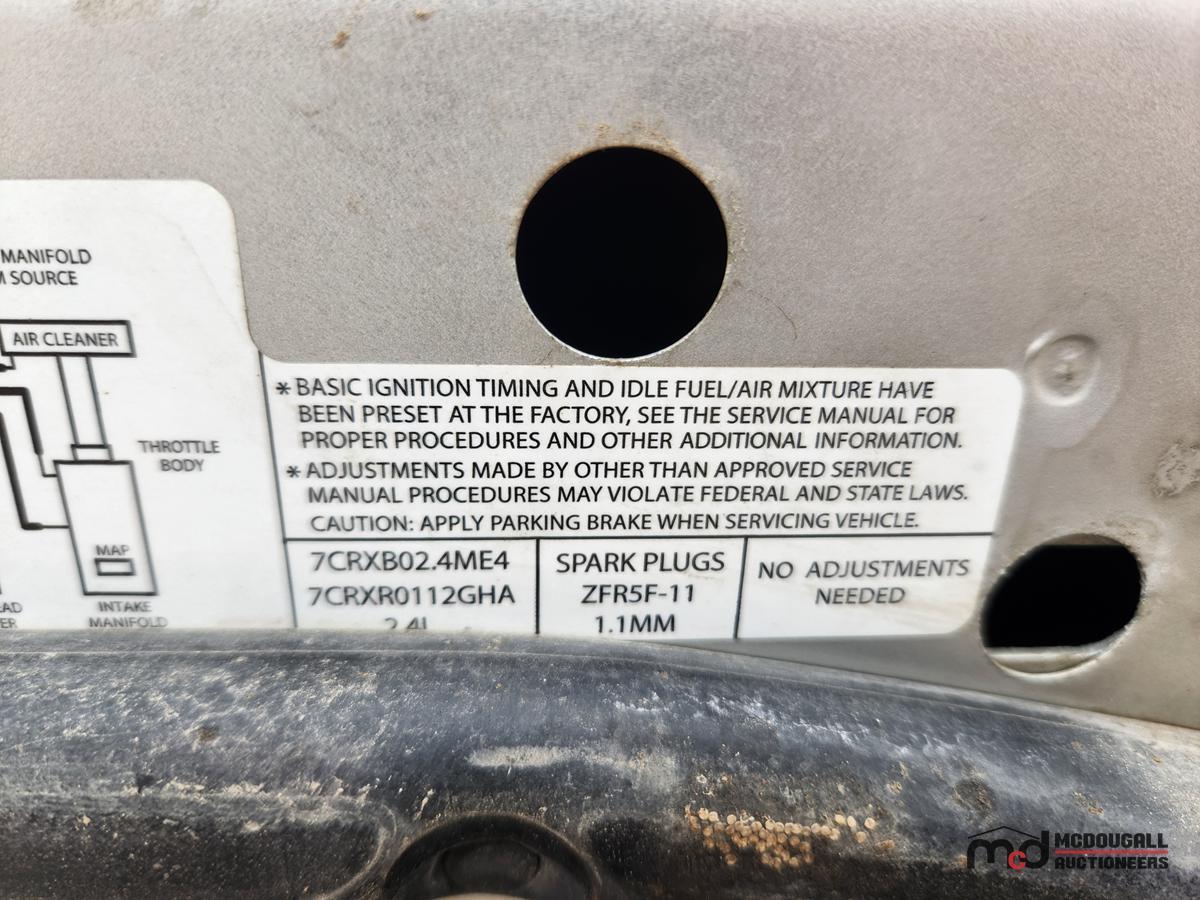 MANIFOLD
SOURCE
AIR CLEANER
THROTTLE
BODY
MAP
INTAKE
MANIFOLD
* BASIC IGNITION TIMING AND IDLE FUEL/AIR MIXTURE HAVE
BEEN PRESET AT THE FACTORY, SEE THE SERVICE MANUAL FOR
PROPER PROCEDURES AND OTHER ADDITIONAL INFORMATION.
* ADJUSTMENTS MADE BY OTHER THAN APPROVED SERVICE
MANUAL PROCEDURES MAY VIOLATE FEDERAL AND STATE LAWS.
CAUTION: APPLY PARKING BRAKE WHEN SERVICING VEHICLE.
7CRXB02.4ME4
7CRXR0112GHA
2.4L
SPARK PLUGS
ZFR5F-11
1.1MM
NO ADJUSTMENTS
NEEDED
mcd MCDOUGALL
AUCTIONEERS